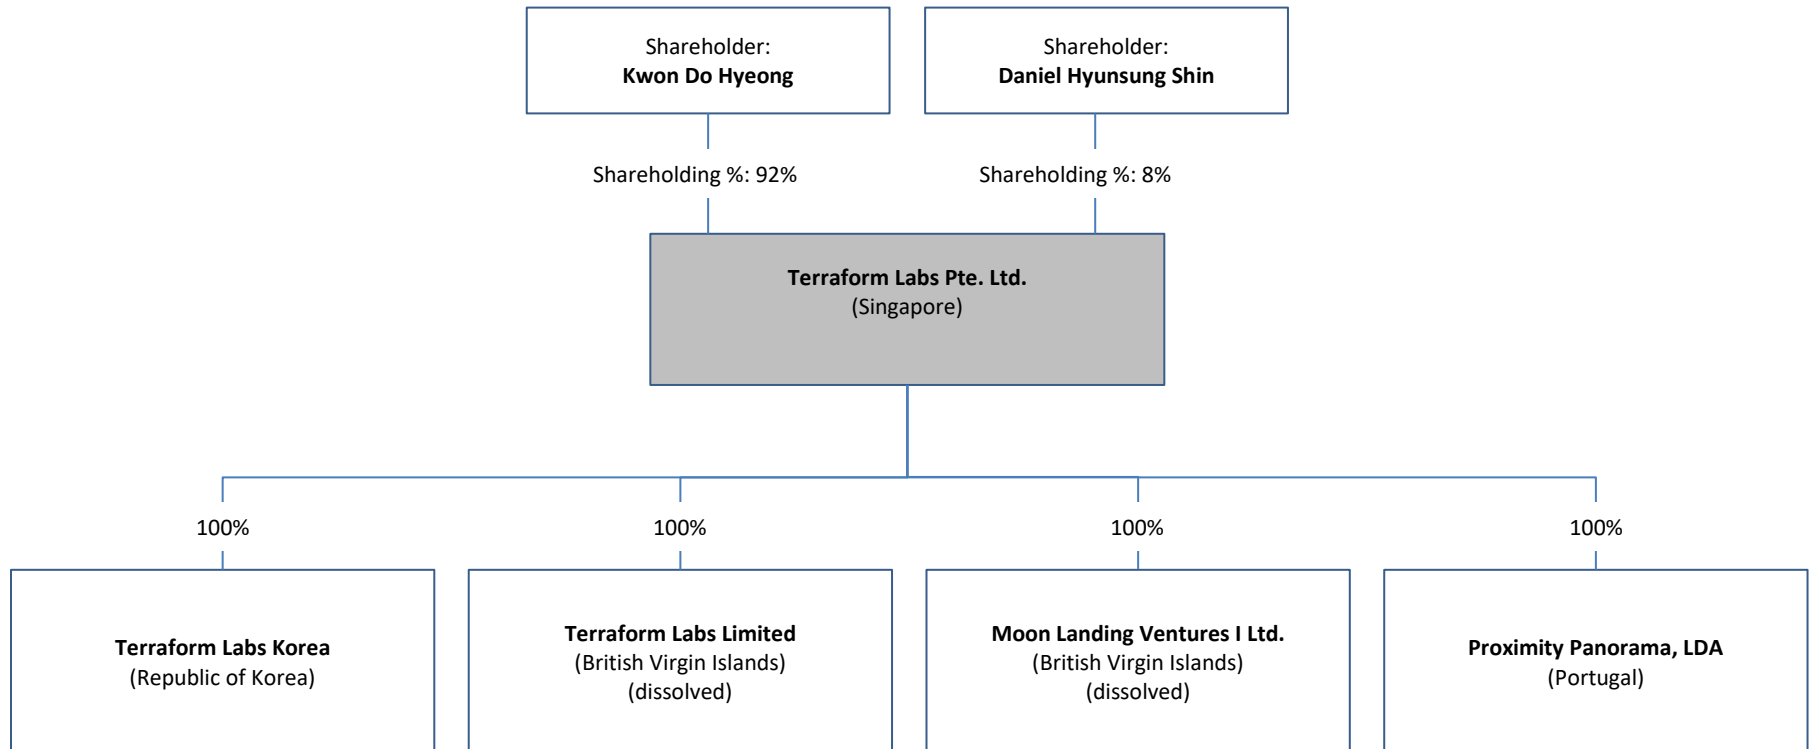 Shareholder:
Kwon Do Hyeong
Shareholder:
Daniel Hyunsung Shin
Shareholding %: 92%
Shareholding %: 8%
Terraform Labs Pte. Ltd.
(Singapore)
100%
100%
100%
100%
Terraform Labs Korea
(Republic of Korea)
Terraform Labs Limited
(British Virgin Islands)
(dissolved)
Moon Landing Ventures I Ltd.
(British Virgin Islands)
(dissolved)
Proximity Panorama, LDA
(Portugal)